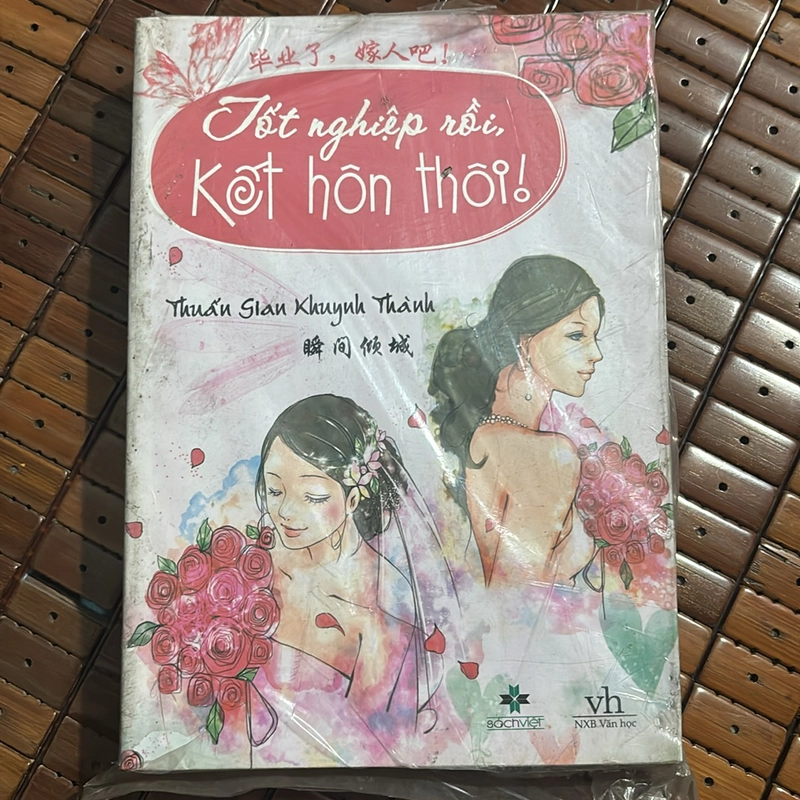 毕业了，嫁人吧！
Tốt nghiệp rồi,
Kết hôn thôi!
Thuấn Gian Khuynh Thành
瞬间倾城
sáchviệt
vh
NXB Văn học